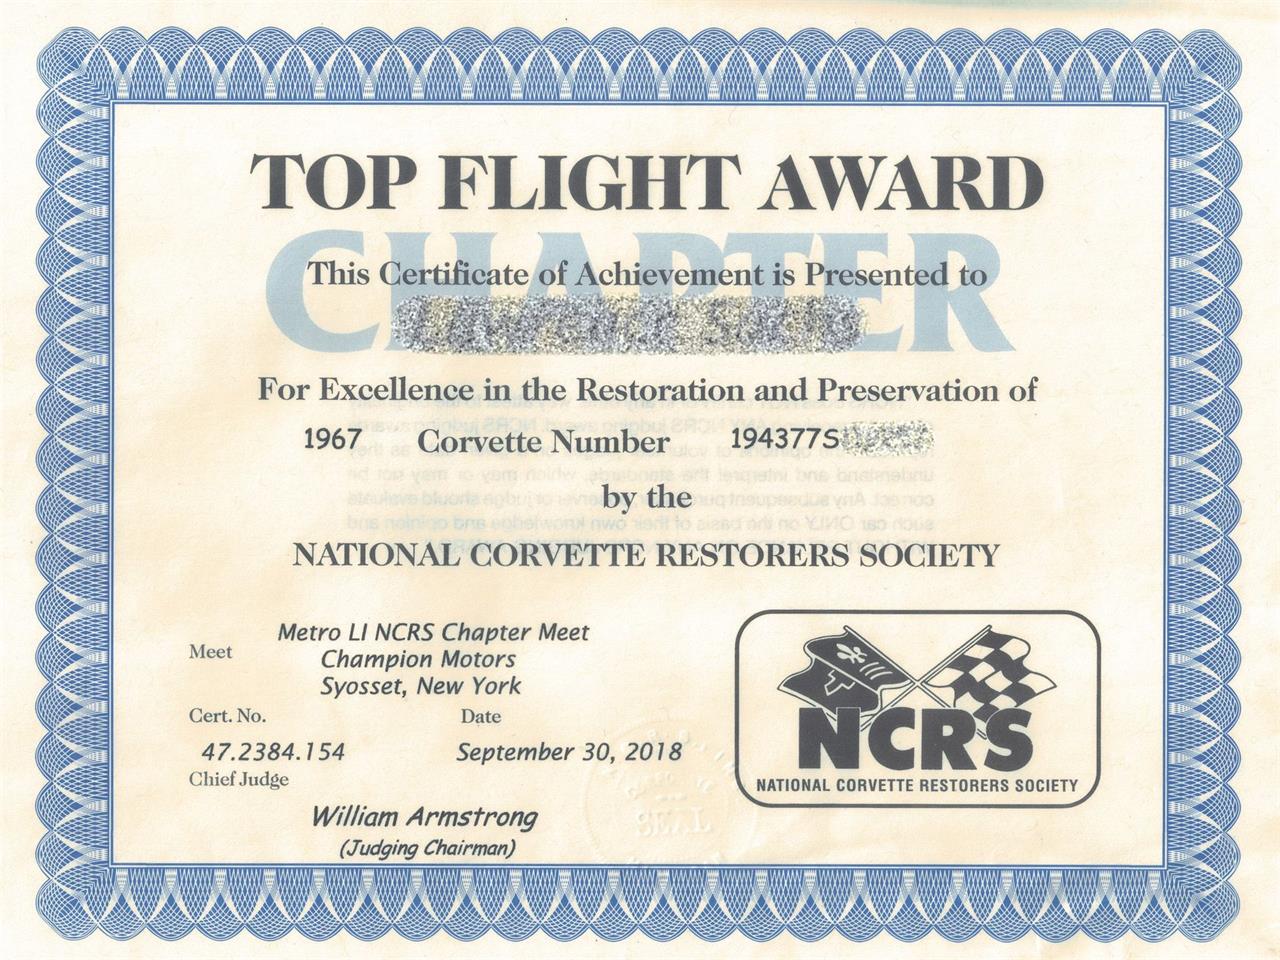 TOP FLIGHT AWARD
CHAPTER
This Certificate of Achievement is Presented to
For Excellence in the Restoration and Preservation of
1967 Corvette Number 194377S
by the
NATIONAL CORVETTE RESTORERS SOCIETY
Meet
Metro LI NCRS Chapter Meet
Champion Motors
Syosset, New York
Cert. No. Date
47.2384.154 September 30, 2018
Chief Judge
William Armstrong
(Judging Chairman)
NCRS
NATIONAL CORVETTE RESTORERS SOCIETY